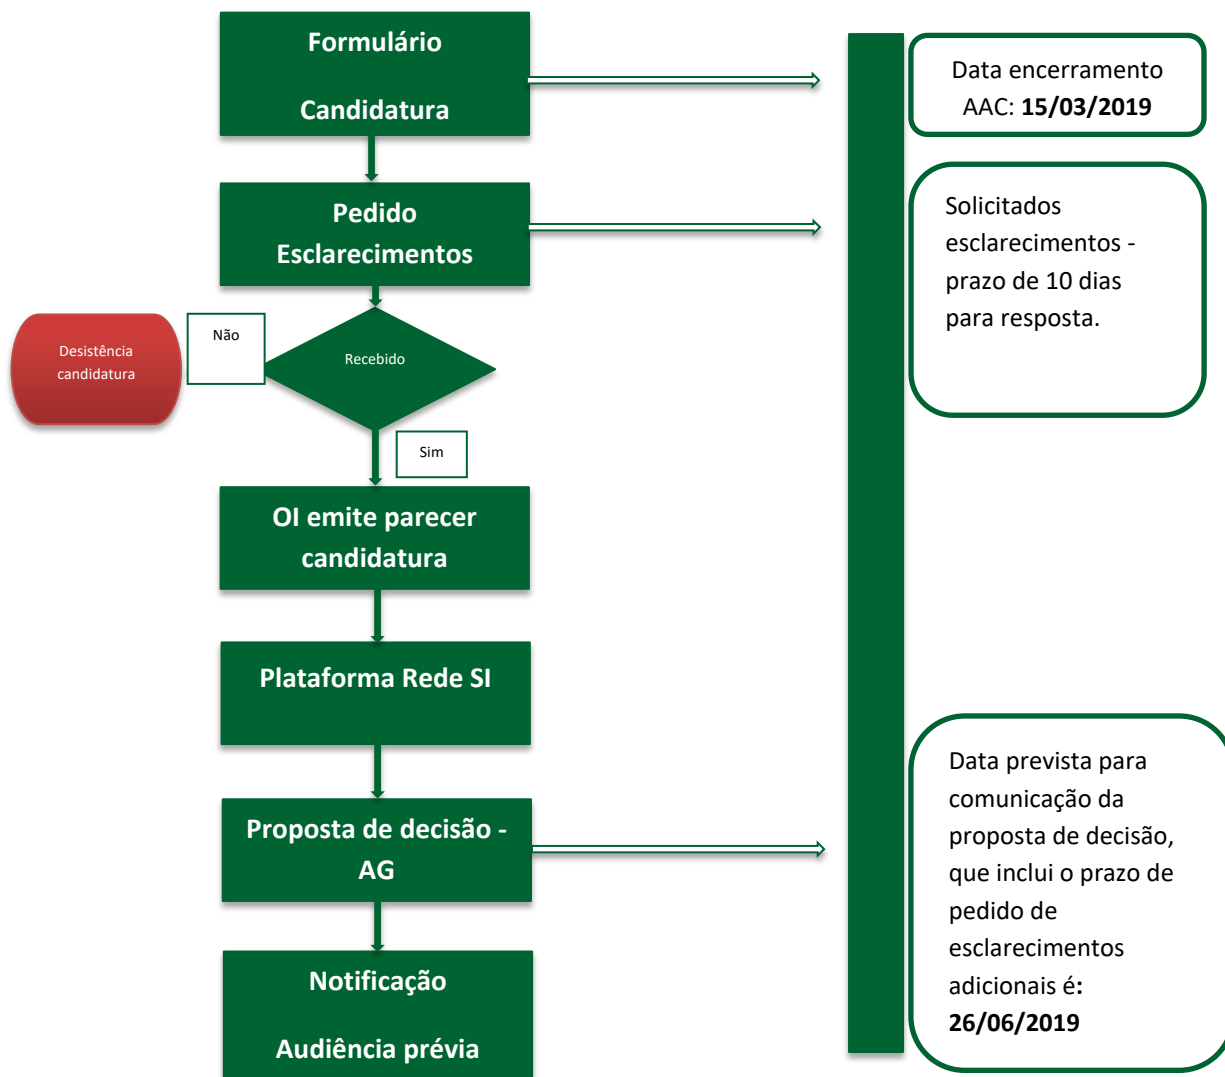 Formulário
Candidatura
Data encerramento
AAC: 15/03/2019
Pedido
Esclarecimentos
Solicitados
esclarecimentos -
prazo de 10 dias
para resposta.
Não
Desistência
candidatura
Recebido
Sim
OI emite parecer
candidatura
Plataforma Rede SI
Proposta de decisão -
AG
Data prevista para
comunicação da
proposta de decisão,
que inclui o prazo de
pedido de
esclarecimentos
adicionais é:
26/06/2019
Notificação
Audiência prévia